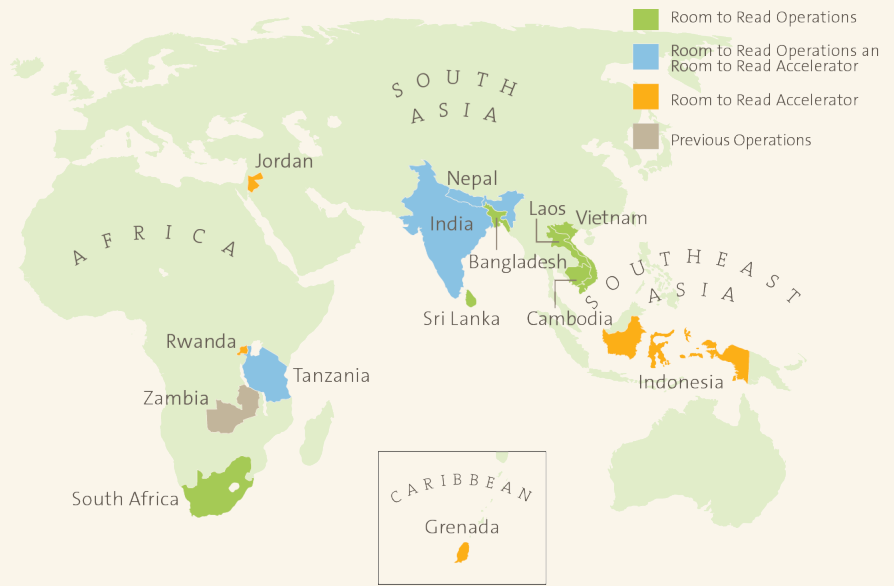 Room to Read Operations
Room to Read Operations an
Room to Read Accelerator
Room to Read Accelerator
Previous Operations
SOUTH
ASIA
Jordan
Nepal
India
Laos
Vietnam
Bangladesh
AFRICA
SOUTHEAST
ASIA
Sri Lanka
Cambodia
Rwanda
Tanzania
Indonesia
Zambia
South Africa
CARIBBEAN
Grenada